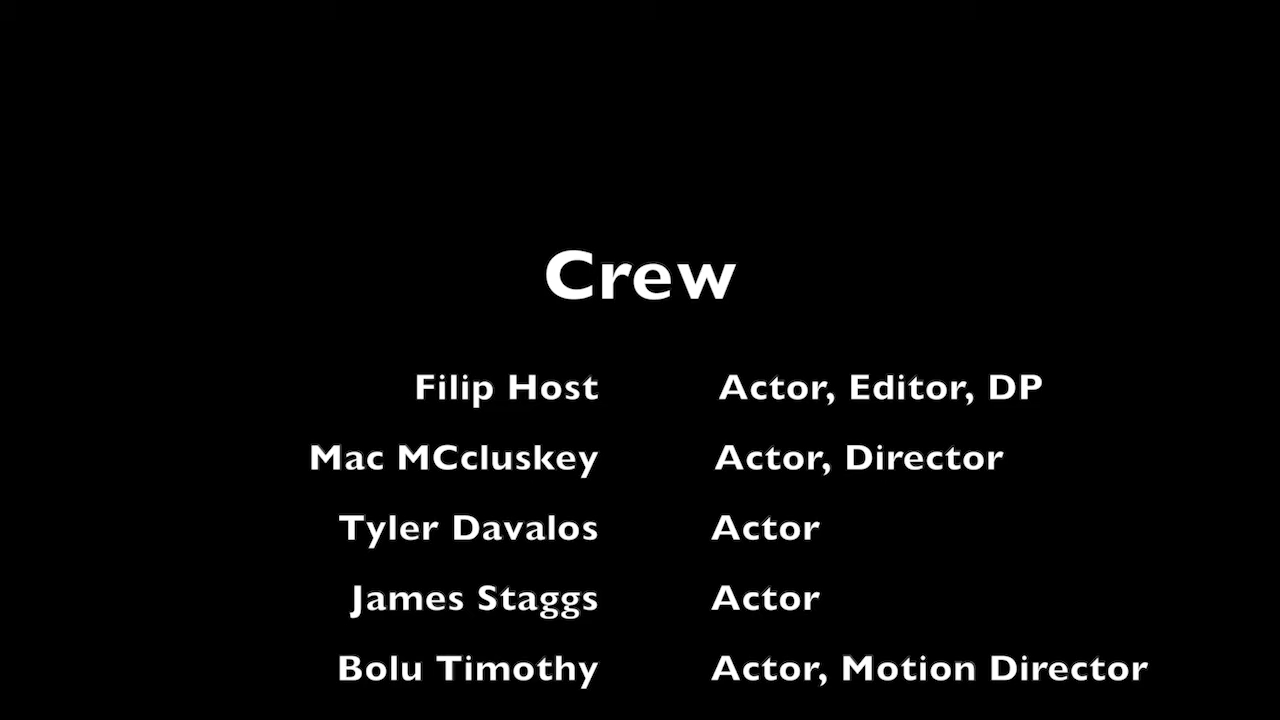 Crew
Filip Host Actor, Editor, DP
Mac MCcluskey Actor, Director
Tyler Davalos Actor
James Staggs Actor
Bolu Timothy Actor, Motion Director